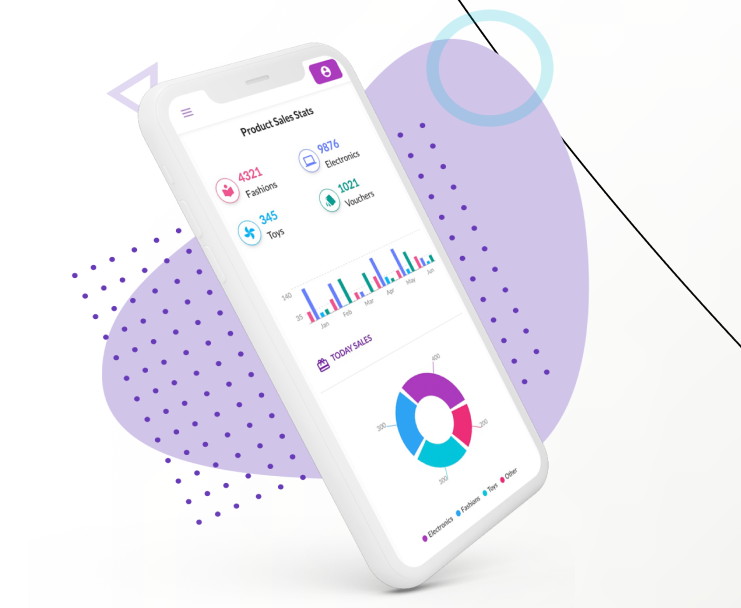 Product Sales Stats
4321
Fashions
9876
Electronics
345
Toys
1021
Vouchers
140
35
Jan
Feb
Mar
Apr
May
Jun
TODAY SALES
400
300
200
300
Electronics
Fashions
Toys
Other